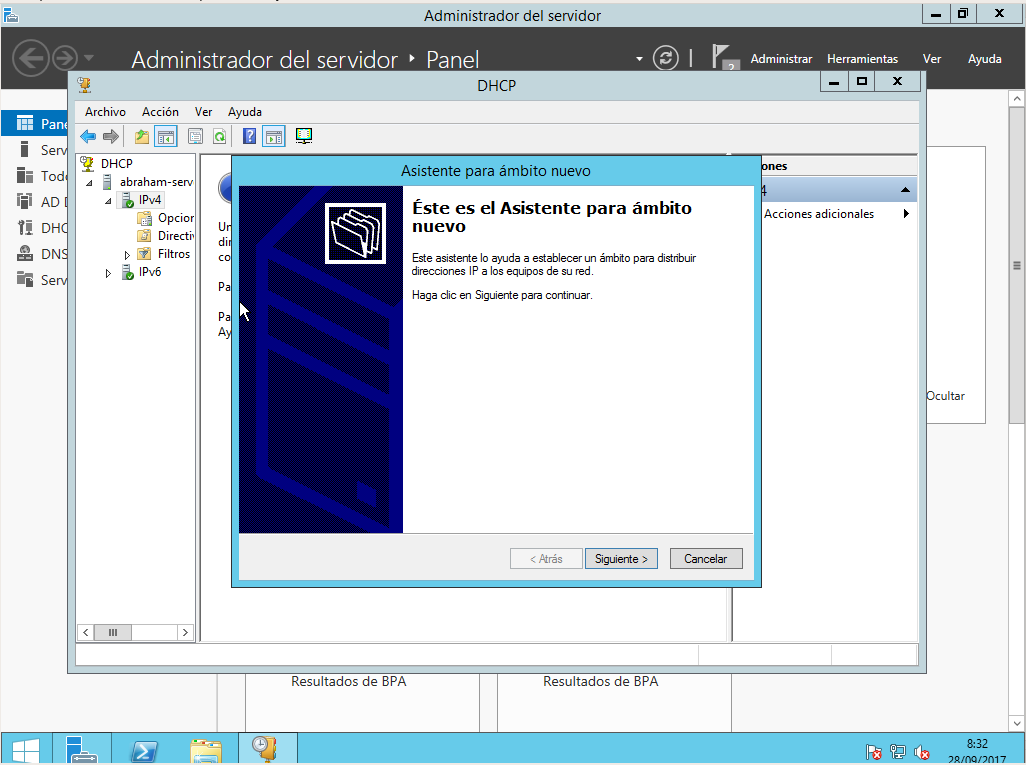 Administrador del servidor
Administrador del servidor
Panel
2
Administrar
Herramientas
Ver
Ayuda
DHCP
Archivo
Acción
Ver
Ayuda
DHCP
abraham-serv
IPv4
Opcion
Directiv
Filtros
IPv6
Asistente para ámbito nuevo
Éste es el Asistente para ámbito
nuevo
Este asistente lo ayuda a establecer un ámbito para distribuir
direcciones IP a los equipos de su red.
Haga clic en Siguiente para continuar.
< Atrás
Siguiente >
Cancelar
ones
4
Acciones adicionales
Pane
Serv
Todo
AD D
DHC
DNS
Serv
Un
dir
co
Pa
Pa
Ay
Ocultar
Resultados de BPA
Resultados de BPA
8:32
28/09/2017